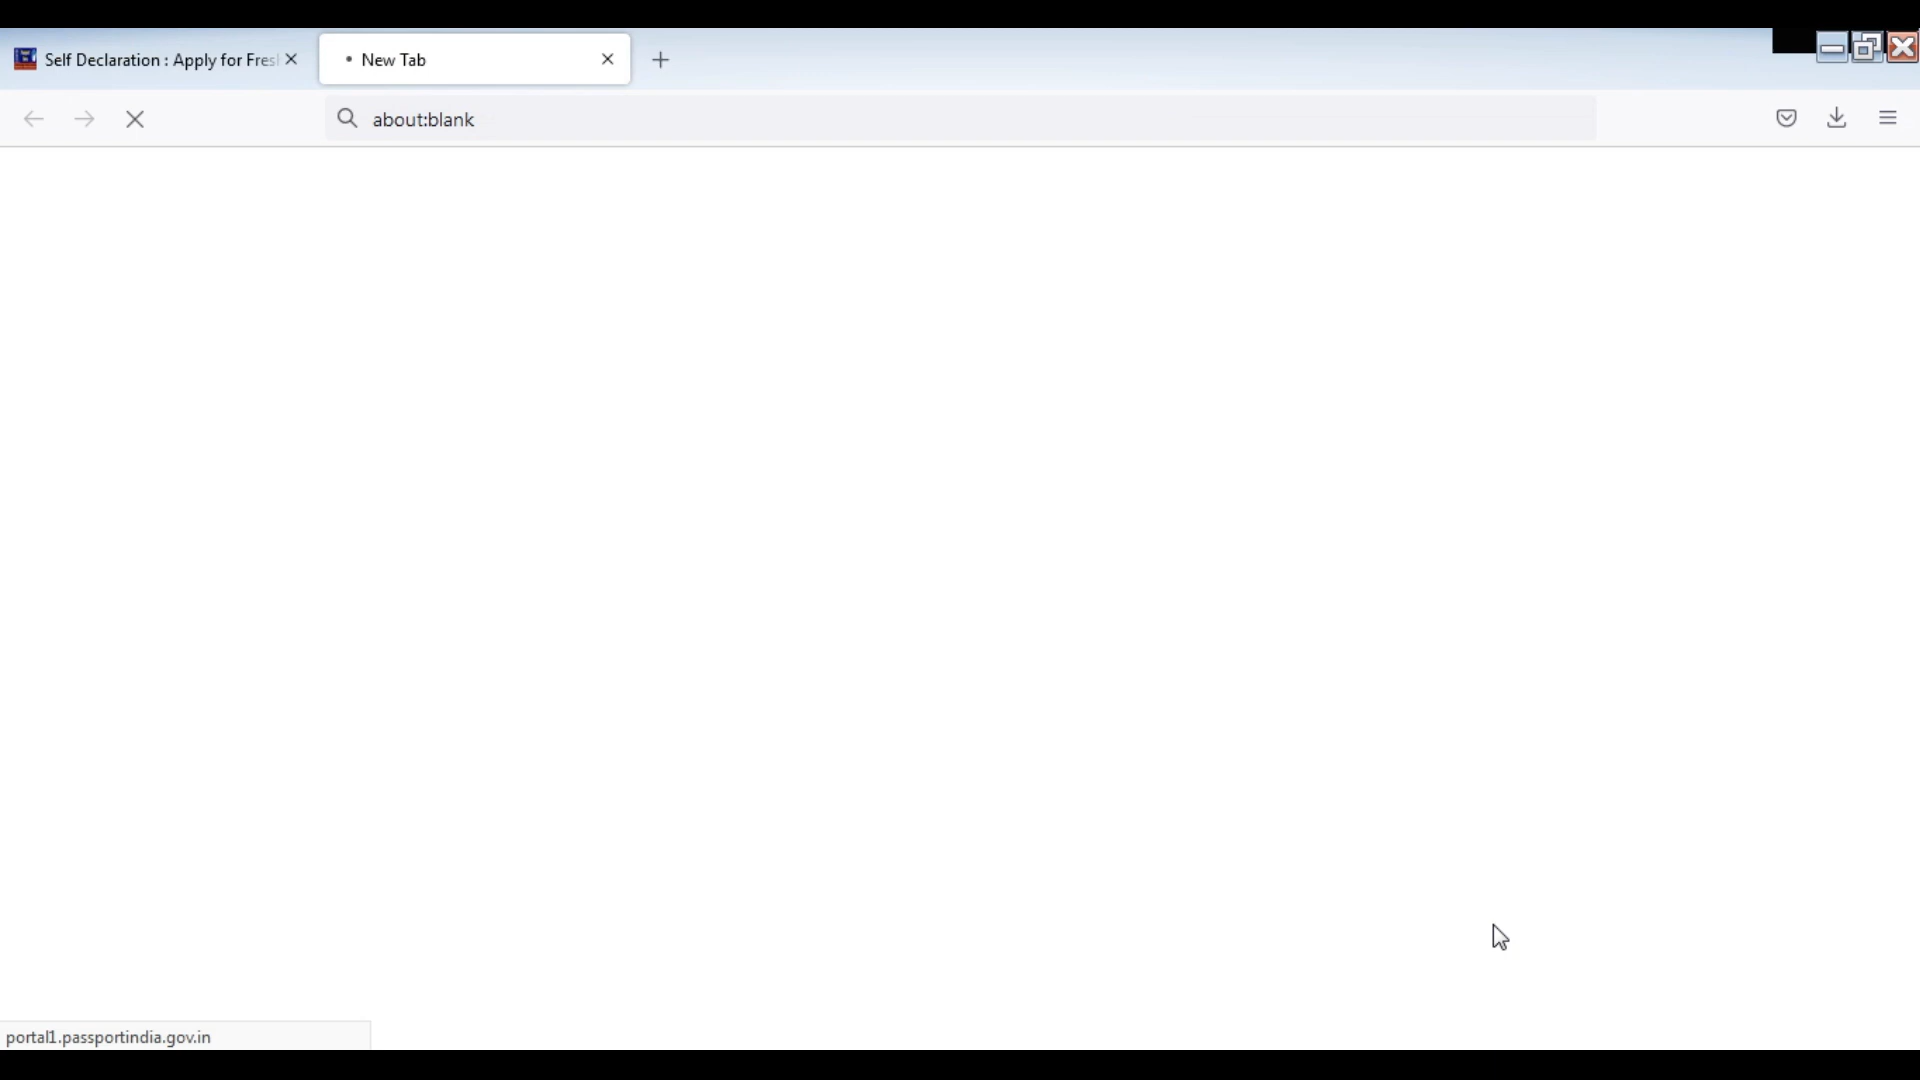 Self Declaration : Apply for Fres
New Tab
about:blank
portal1.passportindia.gov.in